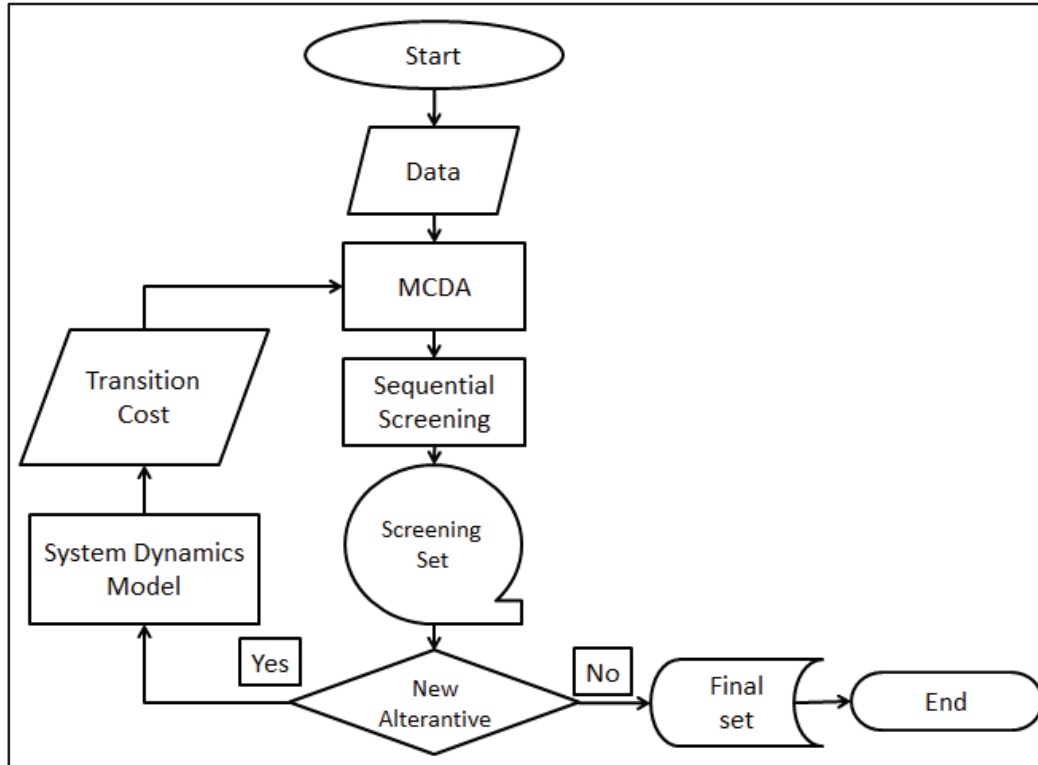 Start
Data
MCDA
Transition
Cost
Sequential
Screening
Screening
Set
System Dynamics
Model
Yes
New
Alterantive
No
Final
set
End